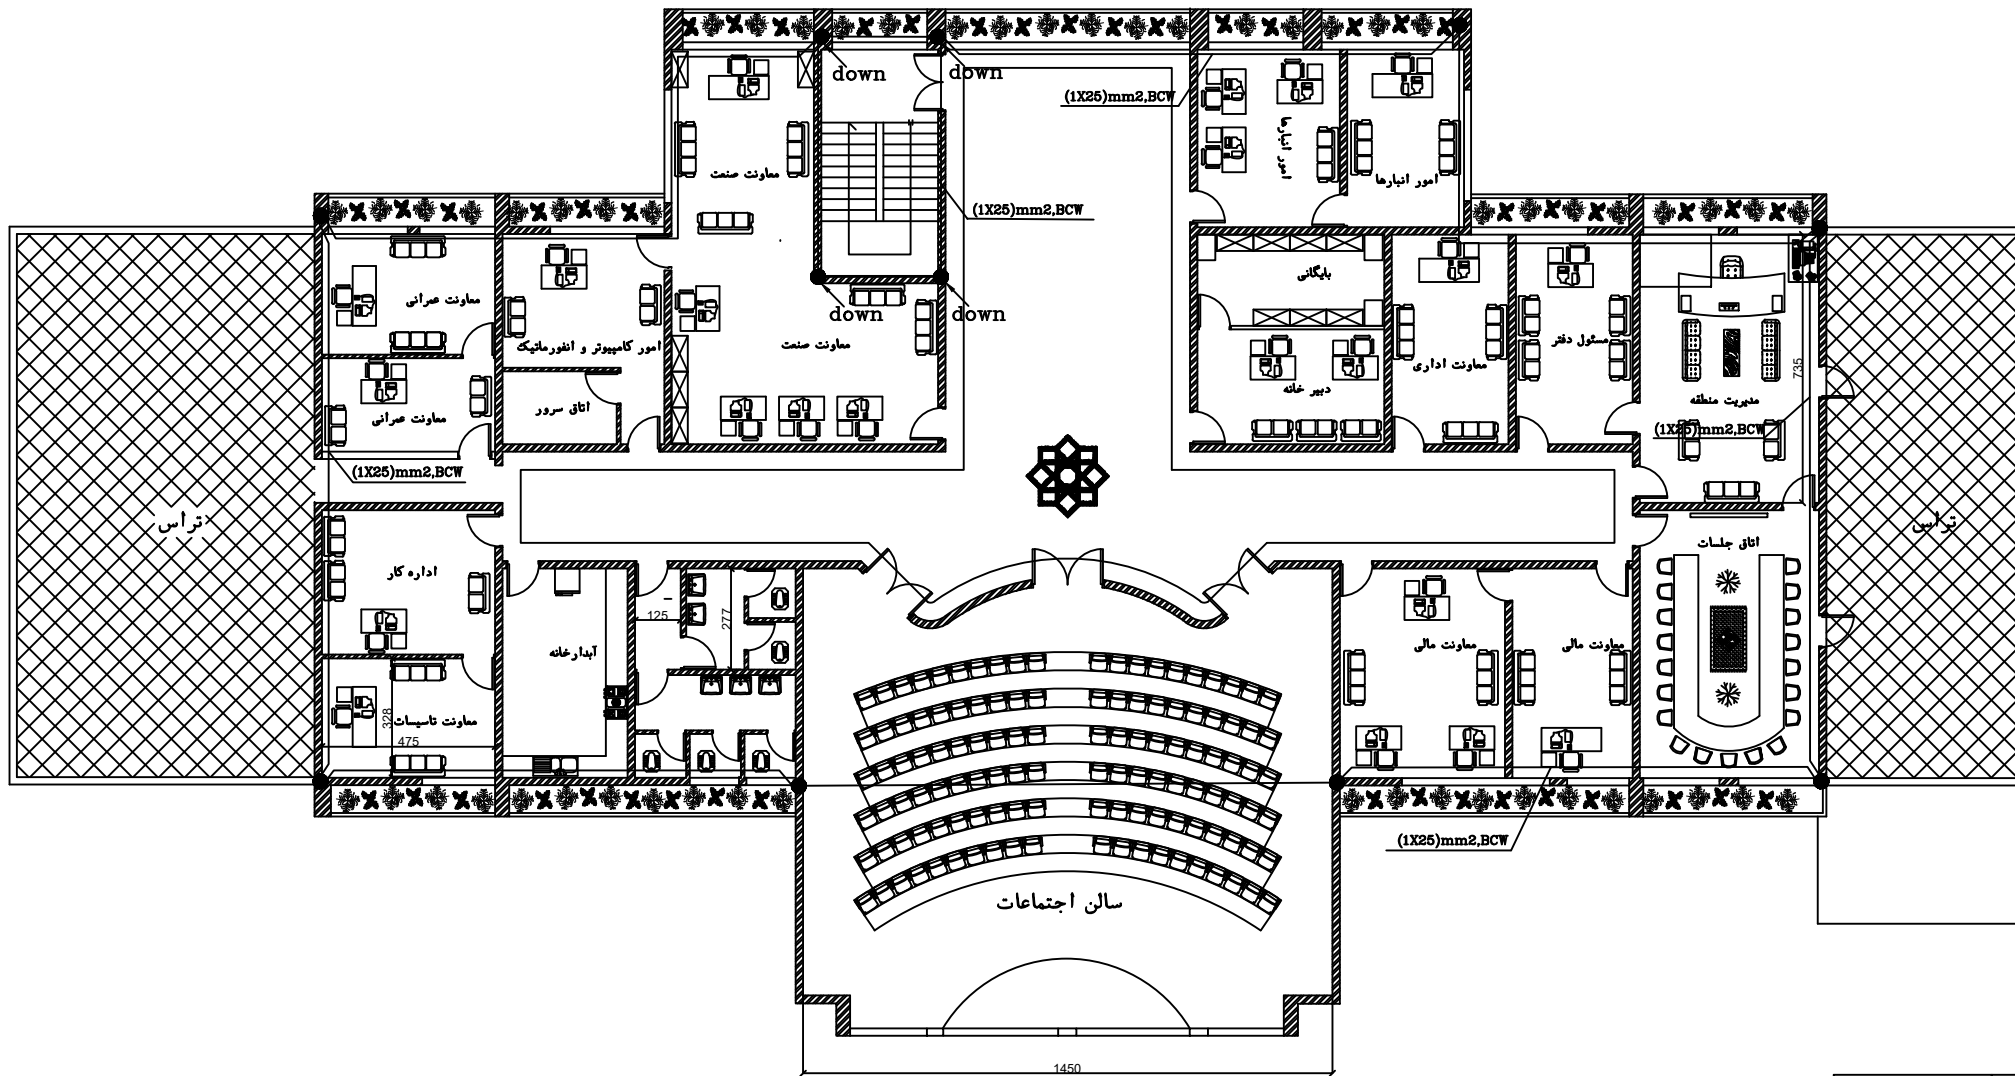 down
down
(1X25)mm2,BCW
معاونت صنعت
امور انبارها
امور انبارها
(1X25)mm2,BCW
بایگانی
معاونت عمرانی
امور کامپیوتر و انفورماتیک
down
down
معاونت صنعت
مسئول دفتر
معاونت اداری
735
دبیر خانه
مدیریت منطقه
اتاق سرور
معاونت عمرانی
(1X25)mm2,BCW
(1X25)mm2,BCW
تراس
تراس
اتاق جلسات
اداره کار
125
277
آبدارخانه
معاونت مالی
معاونت مالی
معاونت تاسیسات
328
475
(1X25)mm2,BCW
سالن اجتماعات
1450